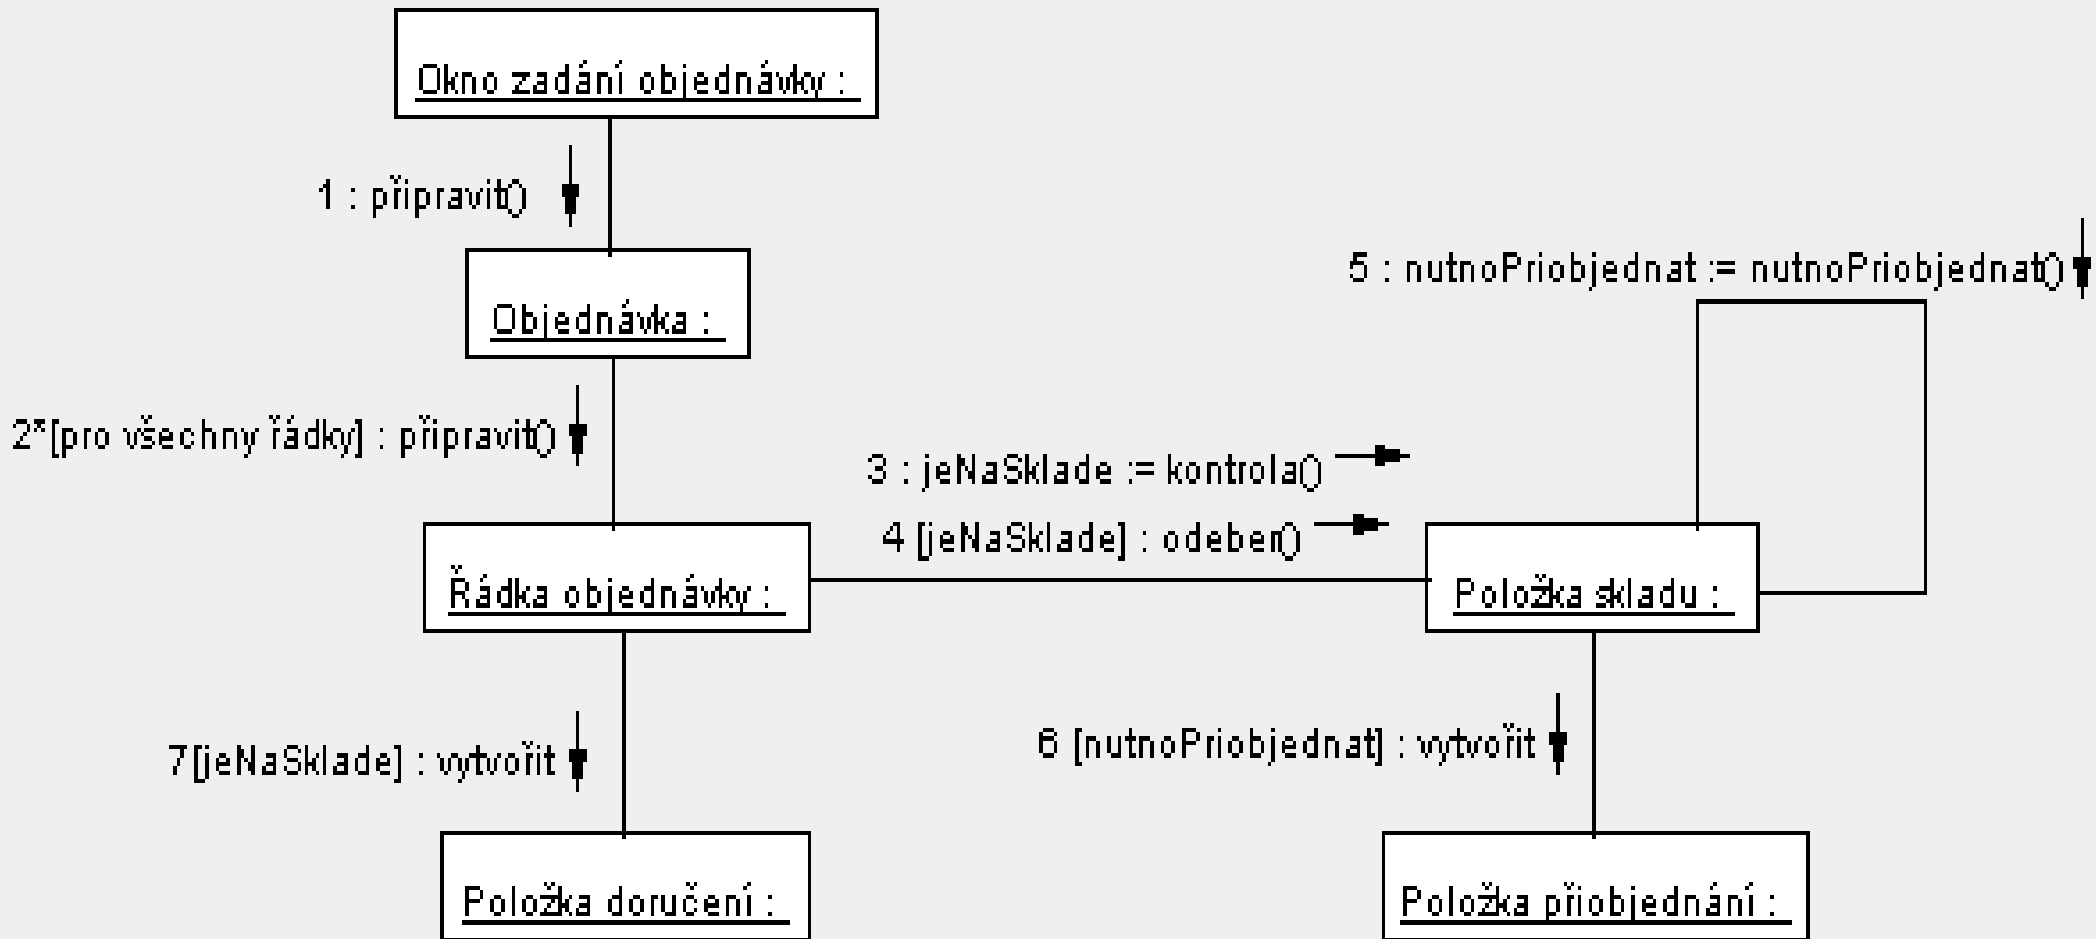 Okno zadání objednávky :
1 : připravit()
5 : nutnoPriobjednat := nutnoPriobjednat()
Objednávka :
2*[pro všechny řádky] : připravit()
3 : jeNaSklade := kontrola()
4 [jeNaSklade] : odeber()
Řádka objednávky :
Položka skladu :
7[jeNaSklade] : vytvořit
6 [nutnoPriobjednat] : vytvořit
Položka doručení :
Položka přiobjednání :